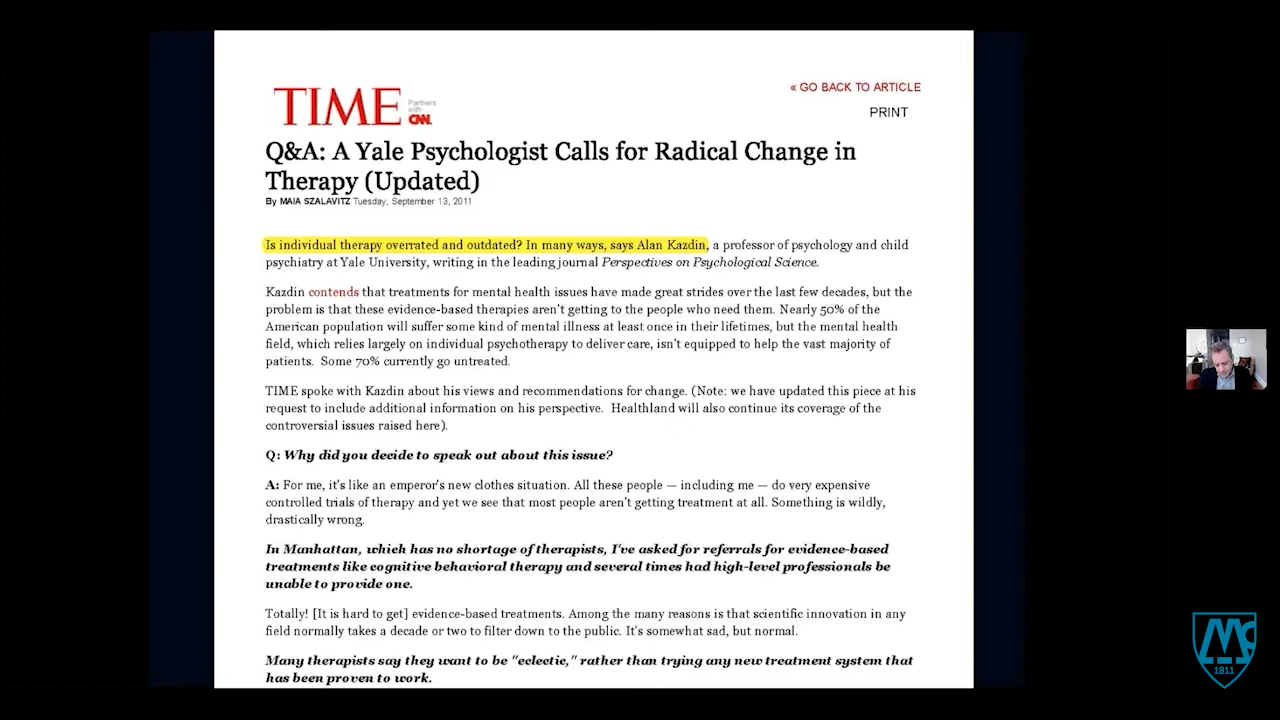 « GO BACK TO ARTICLE
TIME
Partners
with
CNN.
PRINT
Q&A: A Yale Psychologist Calls for Radical Change in
Therapy (Updated)
By MAIA SZALAVITZ Tuesday, September 13, 2011
Is individual therapy overrated and outdated? In many ways, says Alan Kazdin, a professor of psychology and child
psychiatry at Yale University, writing in the leading journal Perspectives on Psychological Science.
Kazdin contends that treatments for mental health issues have made great strides over the last few decades, but the
problem is that these evidence-based therapies aren't getting to the people who need them. Nearly 50% of the
American population will suffer some kind of mental illness at least once in their lifetimes, but the mental health
field, which relies largely on individual psychotherapy to deliver care, isn't equipped to help the vast majority of
patients. Some 70% currently go untreated.
TIME spoke with Kazdin about his views and recommendations for change. (Note: we have updated this piece at his
request to include additional information on his perspective. Healthland will also continue its coverage of the
controversial issues raised here).
Q: Why did you decide to speak out about this issue?
A: For me, it's like an emperor's new clothes situation. All these people — including me — do very expensive
controlled trials of therapy and yet we see that most people aren't getting treatment at all. Something is wildly,
drastically wrong.
In Manhattan, which has no shortage of therapists, I've asked for referrals for evidence-based
treatments like cognitive behavioral therapy and several times had high-level professionals be
unable to provide one.
Totally! [It is hard to get] evidence-based treatments. Among the many reasons is that scientific innovation in any
field normally takes a decade or two to filter down to the public. It's somewhat sad, but normal.
Many therapists say they want to be "eclectic," rather than trying any new treatment system that
has been proven to work.
1811